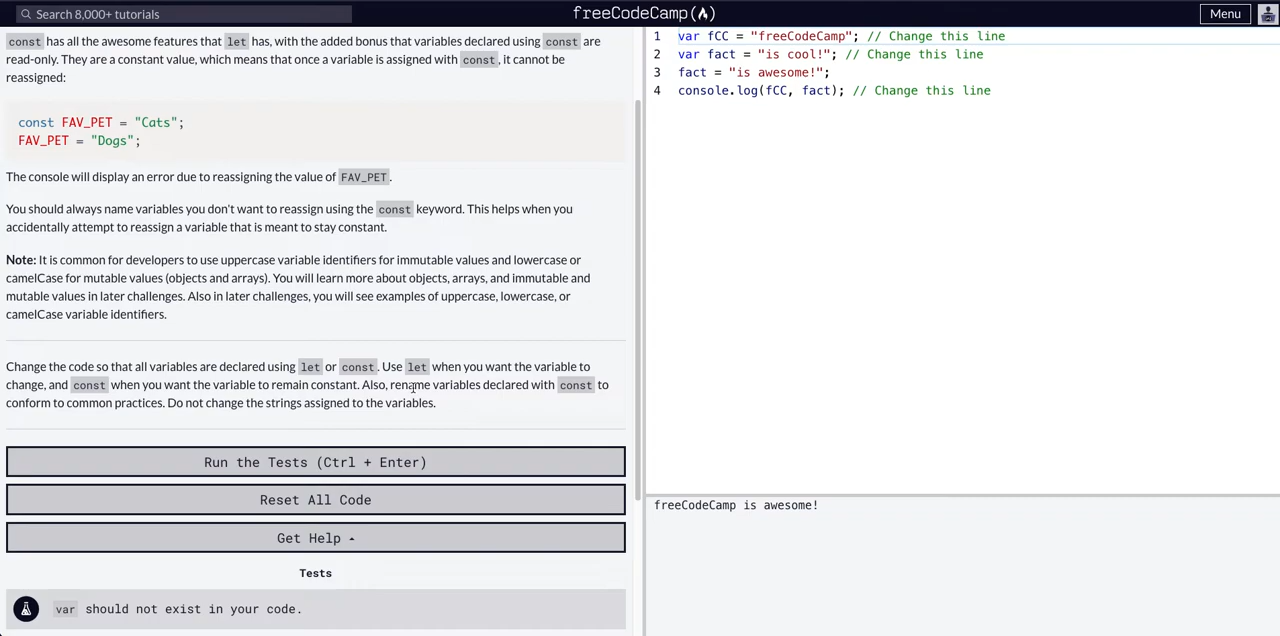 Search 8,000+ tutorials
freeCodeCamp
Menu
const has all the awesome features that let has, with the added bonus that variables declared using const are
read-only. They are a constant value, which means that once a variable is assigned with const, it cannot be
reassigned:
const FAV_PET = "Cats";
FAV_PET = "Dogs";
The console will display an error due to reassigning the value of FAV_PET.
You should always name variables you don't want to reassign using the const keyword. This helps when you
accidentally attempt to reassign a variable that is meant to stay constant.
Note: It is common for developers to use uppercase variable identifiers for immutable values and lowercase or
camelCase for mutable values (objects and arrays). You will learn more about objects, arrays, and immutable and
mutable values in later challenges. Also in later challenges, you will see examples of uppercase, lowercase, or
camelCase variable identifiers.
Change the code so that all variables are declared using let or const. Use let when you want the variable to
change, and const when you want the variable to remain constant. Also, rename variables declared with const to
conform to common practices. Do not change the strings assigned to the variables.
Run the Tests (Ctrl + Enter)
Reset All Code
Get Help
Tests
var should not exist in your code.
1 var fCC = "freeCodeCamp"; // Change this line
2 var fact = "is cool!"; // Change this line
3 fact = "is awesome!";
4 console.log(fCC, fact); // Change this line
freeCodeCamp is awesome!